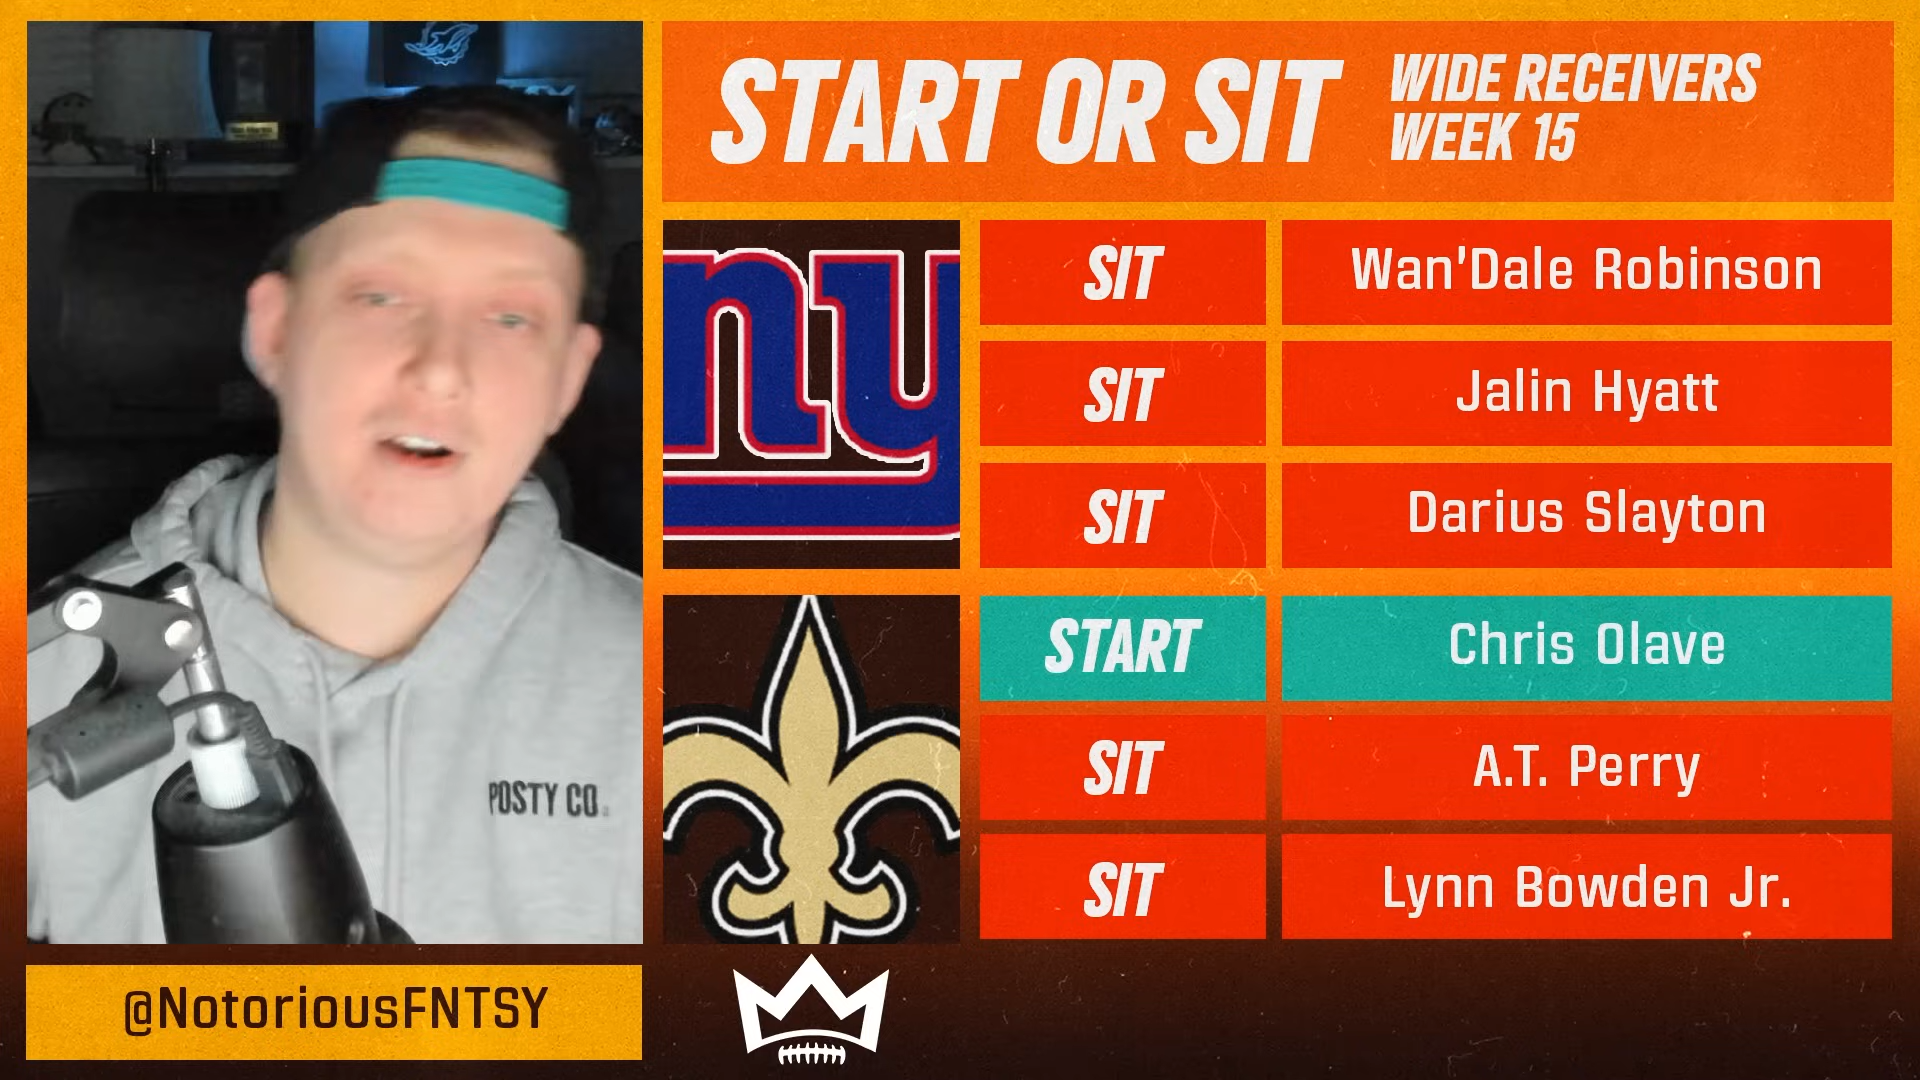 START OR SIT
WIDE RECEIVERS
WEEK 15
ny
SIT
Wan'Dale Robinson
SIT
Jalin Hyatt
SIT
Darius Slayton
START
Chris Olave
SIT
A.T. Perry
SIT
Lynn Bowden Jr.
POSTY CO.
@NotoriousFNTSY